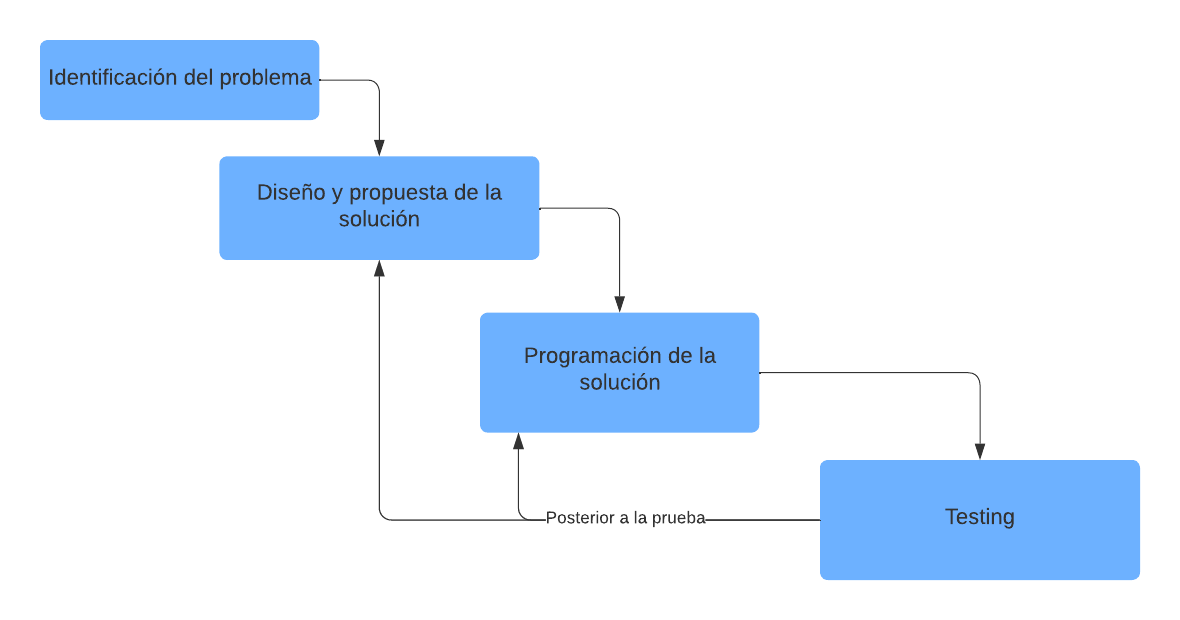 Identificación del problema
Diseño y propuesta de la
solución
Programación de la
solución
Posterior a la prueba
Testing